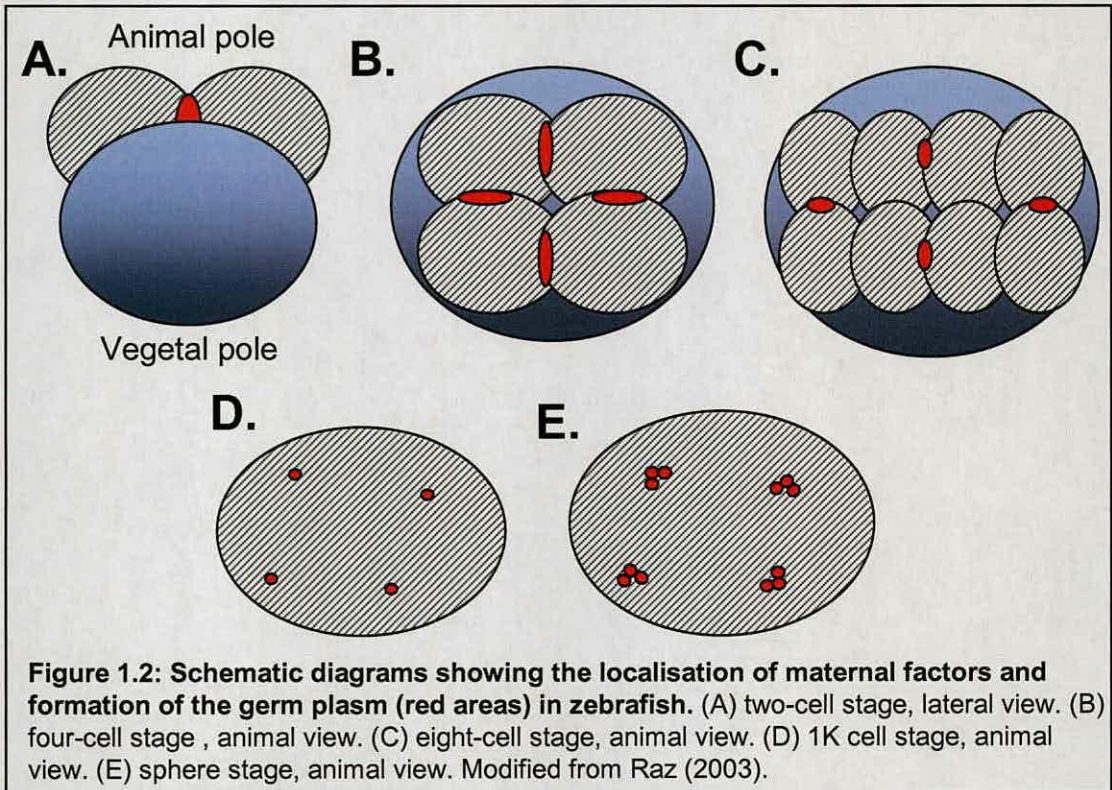 Animal pole
A.
B.
C.
Vegetal pole
D.
E.
Figure 1.2: Schematic diagrams showing the localisation of maternal factors and
formation of the germ plasm (red areas) in zebrafish. (A) two-cell stage, lateral view. (B)
four-cell stage , animal view. (C) eight-cell stage, animal view. (D) 1K cell stage, animal
view. (E) sphere stage, animal view. Modified from Raz (2003).